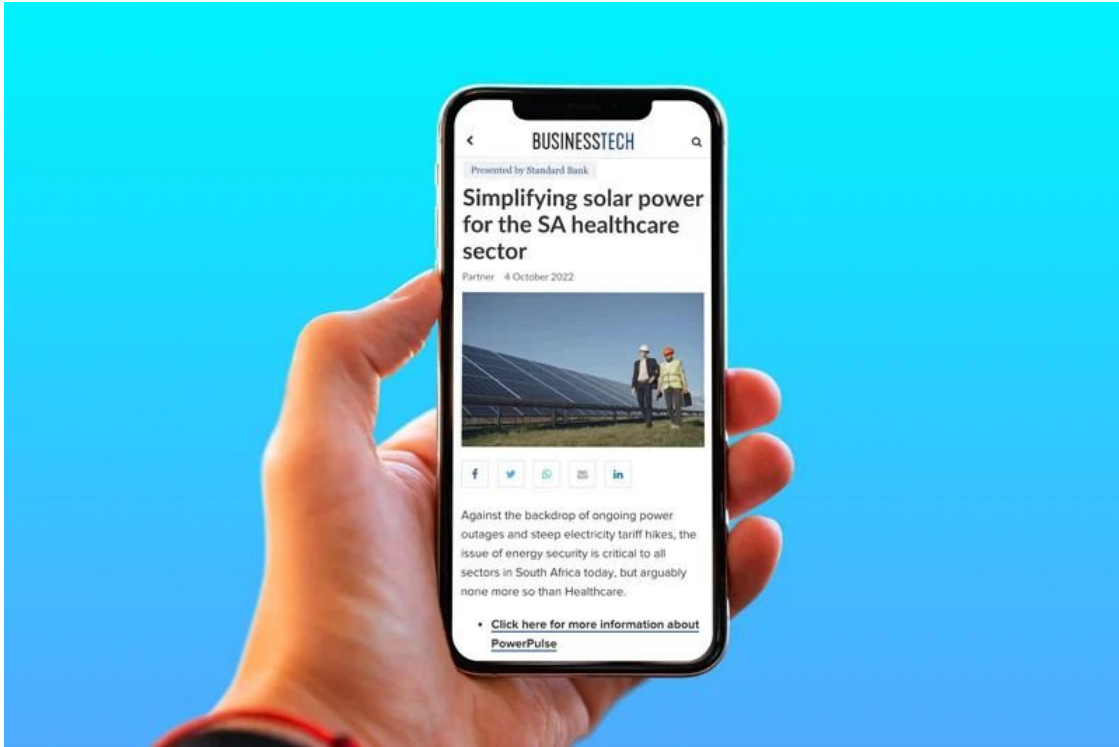 BUSINESSTECH
Presented by Standard Bank
Simplifying solar power
for the SA healthcare
sector
Partner 4 October 2022
Against the backdrop of ongoing power
outages and steep electricity tariff hikes, the
issue of energy security is critical to all
sectors in South Africa today, but arguably
none more so than Healthcare.
• Click here for more information about
PowerPulse